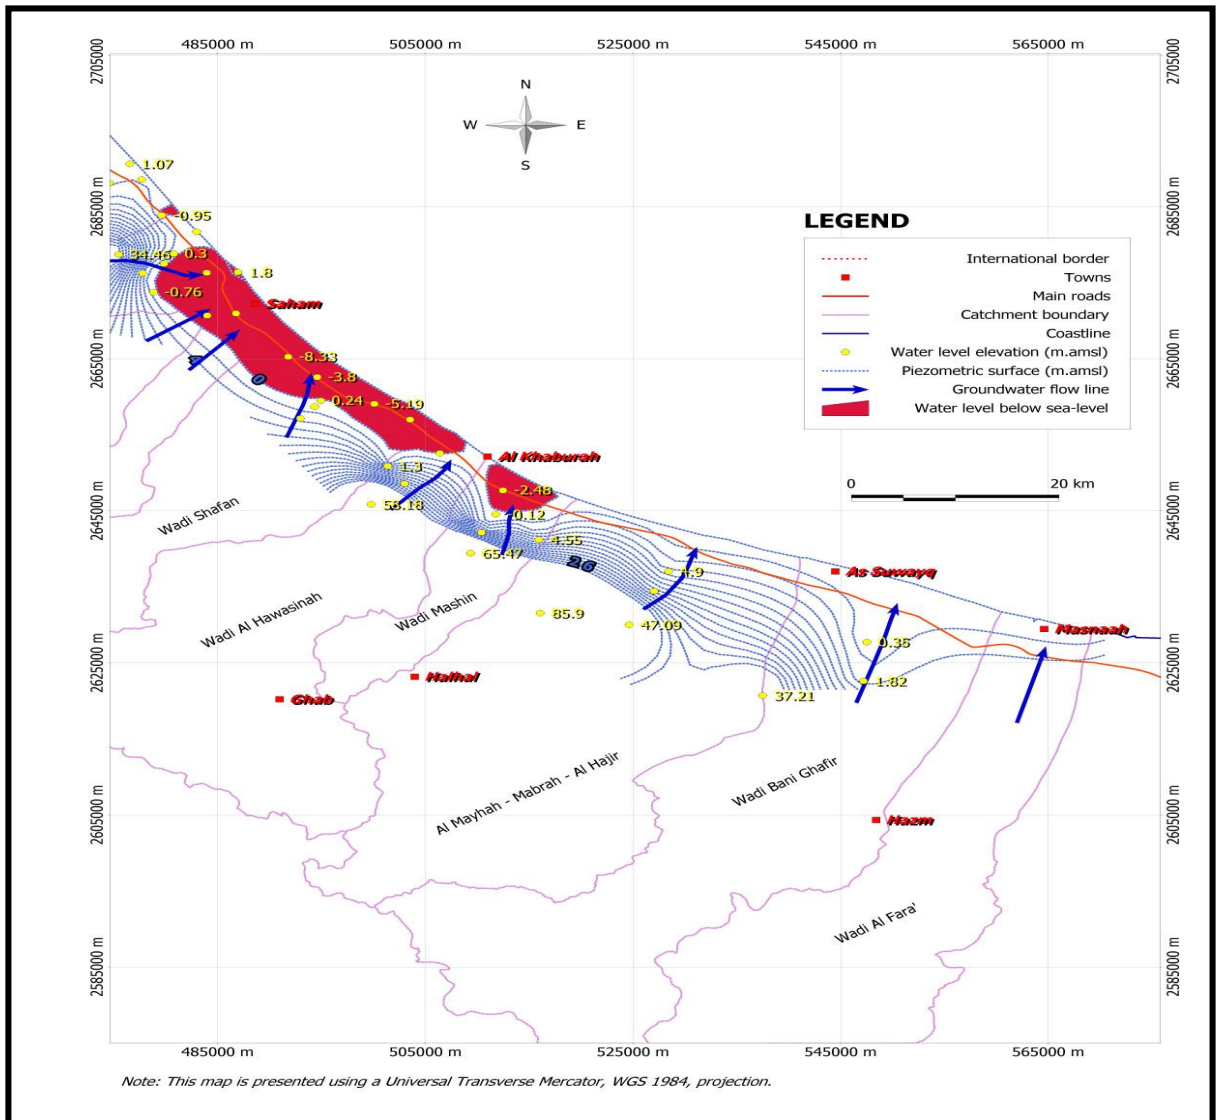 485000 m 505000 m 525000 m 545000 m 565000 m
2705000 2705000
N
W E
S
1.07
2685000 m 2685000 m
-0.95
LEGEND
34.46 0.3
International border
1.8
Towns
-0.76
Saham
Main roads
Catchment boundary
Coastline
-8.33
Water level elevation (m.amsl)
2665000 m 2665000 m
0
-3.8
Piezometric surface (m.amsl)
Groundwater flow line
0.24 -5.19
Water level below sea-level
Al Khaburah
1.3
0 20 km
-2.48
Wadi Shafan
58.18
-0.12
2645000 m 2645000 m
4.55
65.47
26
4.9
As Suwayq
Wadi Al Hawasinah
Wadi Mashin
85.9
47.09
Masnaah
0.35
2625000 m 2625000 m
Halhal
1.82
Ghab
37.21
Al Mayhah - Mabrah - Al Hajir
Wadi Bani Ghafir
2605000 m 2605000 m
Hazm
Wadi Al Fara'
2585000 m 2585000 m
485000 m 505000 m 525000 m 545000 m 565000 m
Note: This map is presented using a Universal Transverse Mercator, WGS 1984, projection.